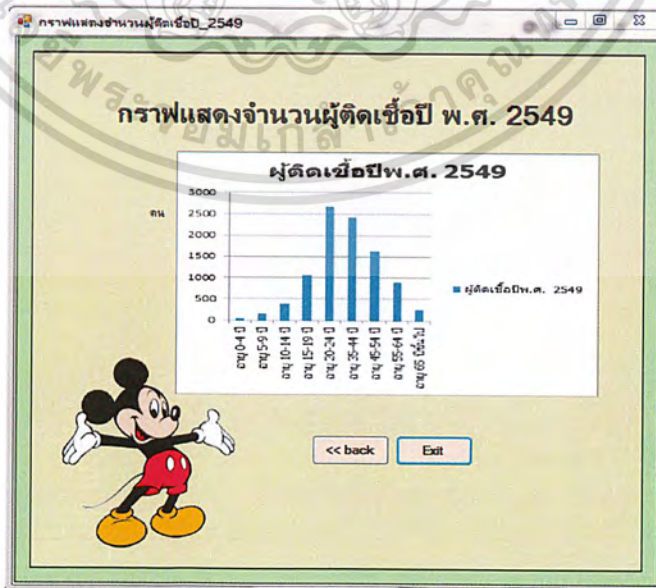 กราฟแสดงจำนวนผู้ติดเชื้อปี_2549
กราฟแสดงจำนวนผู้ติดเชื้อปี พ.ศ. 2549
ผู้ติดเชื้อปีพ.ศ. 2549
คน
3000
2500
2000
1500
1000
500
0
อายุ 0-4 ปี
อายุ 5-9 ปี
อายุ 10-14 ปี
อายุ 15-19 ปี
อายุ 20-24 ปี
อายุ 35-44 ปี
อายุ 45-54 ปี
อายุ 55-64 ปี
อายุ 65 ปีขึ้นไป
ผู้ติดเชื้อปีพ.ศ. 2549
<< back
Exit